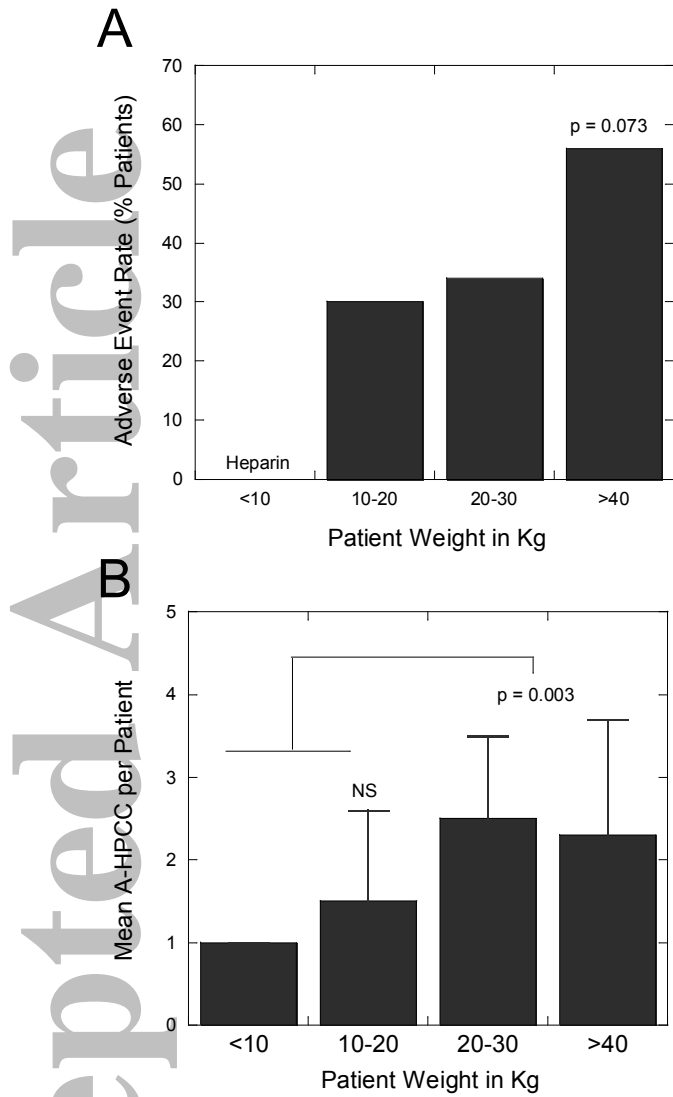 A
70
60
50
40
30
20
10
0
Adverse Event Rate (% Patients)
p = 0.073
Heparin
<10 10-20 20-30 >40
Patient Weight in Kg
B
5
4
3
2
1
0
Mean A-HPCC per Patient
p = 0.003
NS
<10 10-20 20-30 >40
Patient Weight in Kg
epted Article